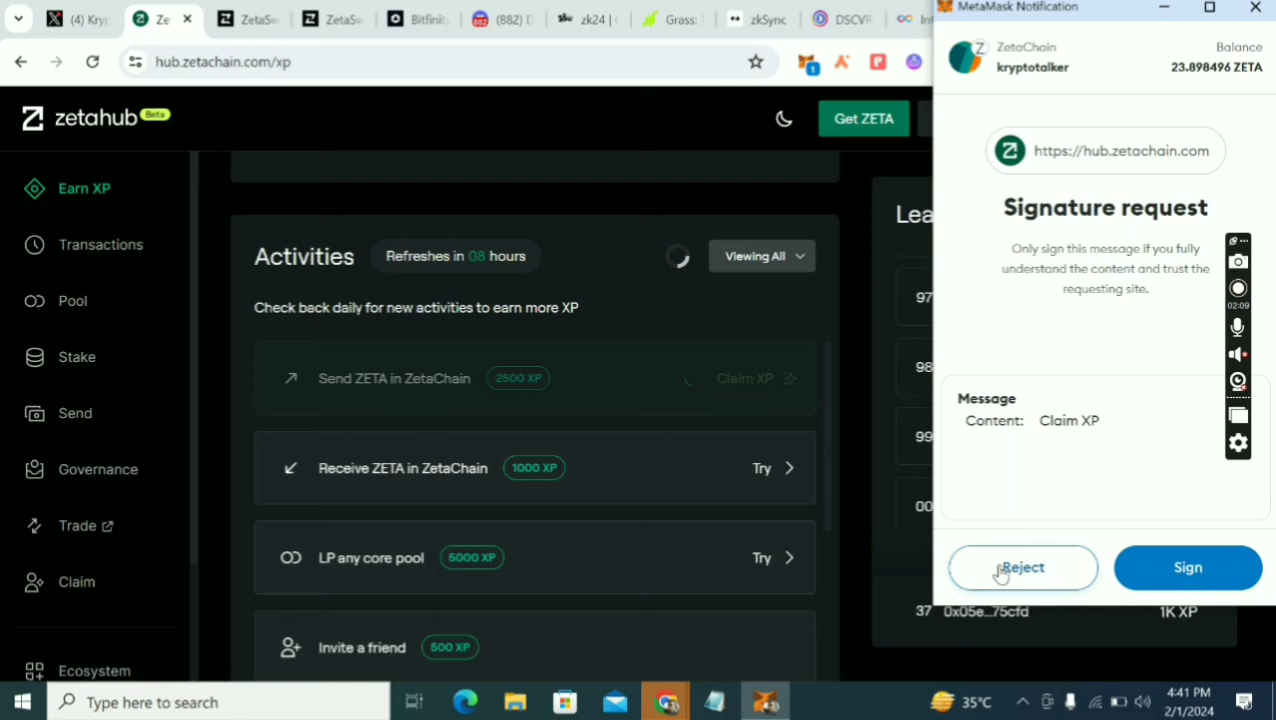 (4) Kryp
Ze
ZetaSw
ZetaSw
Bitfinity
(882) D
zk24 | (
Grass: T
zkSync
DSCVR
Int
hub.zetachain.com/xp
1
MetaMask Notification
ZetaChain
kryptotalker
Balance
23.898496 ZETA
https://hub.zetachain.com
Signature request
Only sign this message if you fully
understand the content and trust the
requesting site.
Message
Content: Claim XP
Reject
Sign
02:09
zetahub Beta
Get ZETA
Earn XP
Transactions
Pool
Stake
Send
Governance
Trade
Claim
Ecosystem
Activities
Refreshes in 08 hours
Viewing All
Check back daily for new activities to earn more XP
Send ZETA in ZetaChain 2500 XP Claim XP
Receive ZETA in ZetaChain 1000 XP Try
LP any core pool 5000 XP Try
Invite a friend 500 XP
Lea
97
98
99
00
37 0x05e...75cfd 1K XP
Type here to search
35°C
4:41 PM
2/1/2024